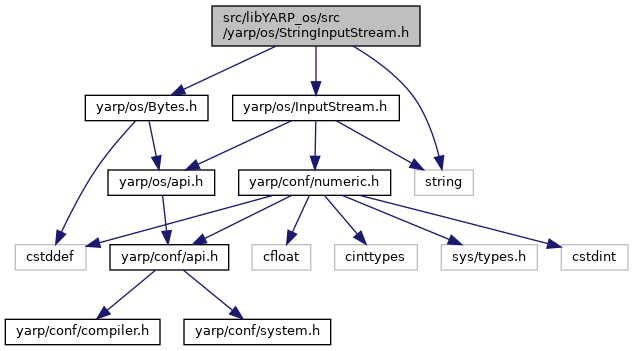 src/libYARP_os/src
/yarp/os/StringInputStream.h
yarp/os/Bytes.h
yarp/os/InputStream.h
yarp/os/api.h
yarp/conf/numeric.h
string
cstddef
yarp/conf/api.h
cfloat
cinttypes
sys/types.h
cstdint
yarp/conf/compiler.h
yarp/conf/system.h